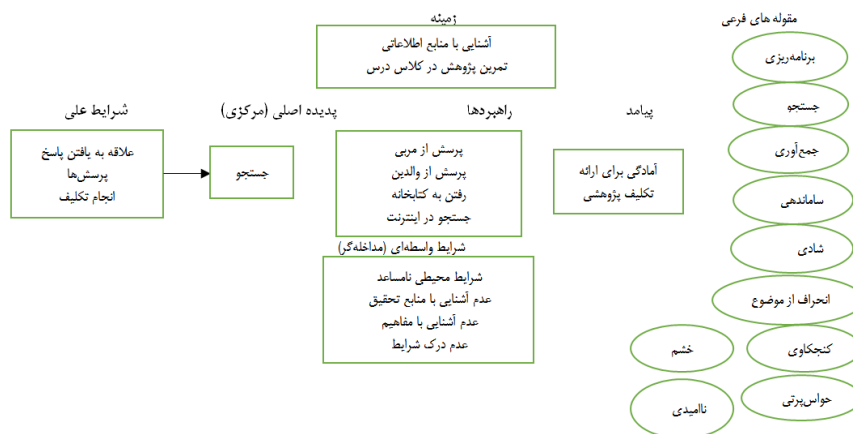 مقوله های فرعی
زمینه
آشنایی با منابع اطلاعاتی
تمرین پژوهش در کلاس درس
شرایط علی
علاقه به یافتن پاسخ
پرسش‌ها
انجام تکلیف
پدیده اصلی (مرکزی)
جستجو
راهبردها
پرسش از مربی
پرسش از والدین
رفتن به کتابخانه
جستجو در اینترنت
شرایط واسطه‌ای (مداخله‌گر)
شرایط محیطی نامساعد
عدم آشنایی با منابع تحقیق
عدم آشنایی با مفاهیم
عدم درک شرایط
پیامد
آمادگی برای ارائه
تکلیف پژوهشی
برنامه‌ریزی
جستجو
جمع‌آوری
ساماندهی
شادی
انحراف از موضوع
کنجکاوی
خشم
حواس‌پرتی
ناامیدی